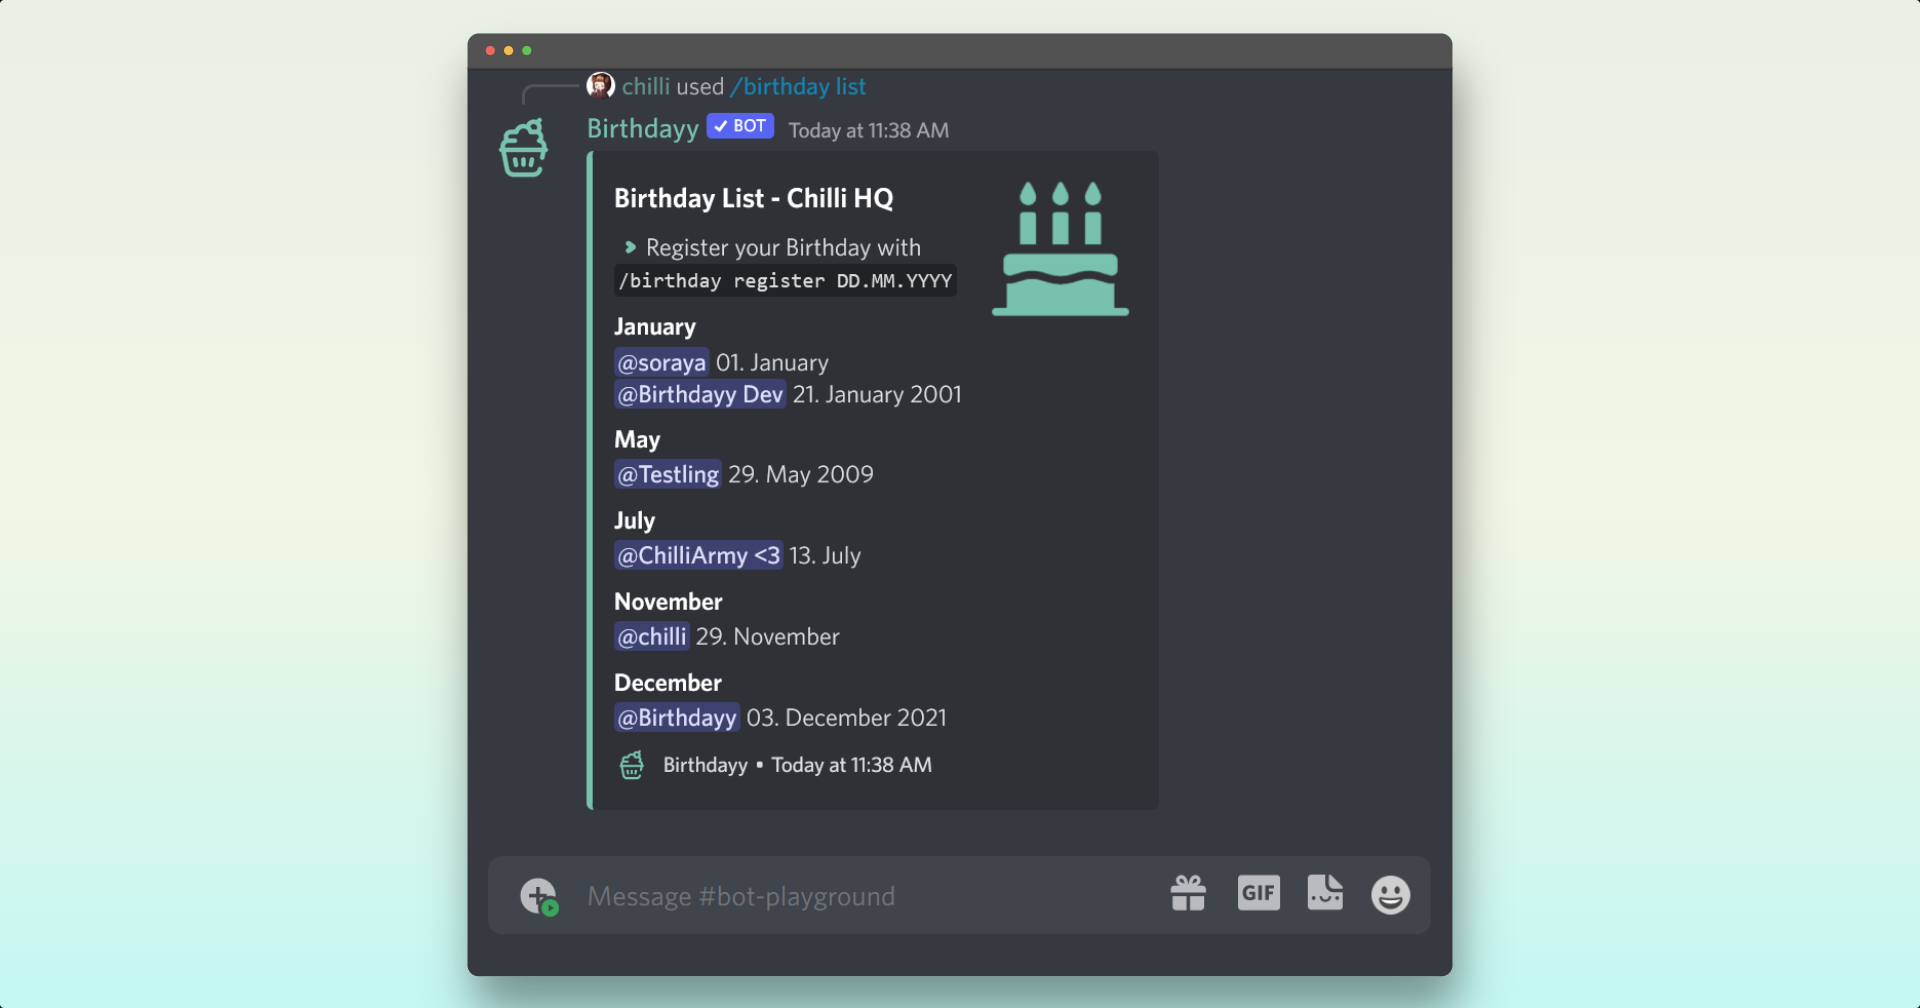 chilli used /birthday list
Birthdayy ✓ BOT Today at 11:38 AM
Birthday List - Chilli HQ
Register your Birthday with
/birthday register DD.MM.YYYY
January
@soraya 01. January
@Birthdayy Dev 21. January 2001
May
@Testling 29. May 2009
July
@ChilliArmy <3 13. July
November
@chilli 29. November
December
@Birthdayy 03. December 2021
Birthdayy • Today at 11:38 AM
Message #bot-playground
GIF